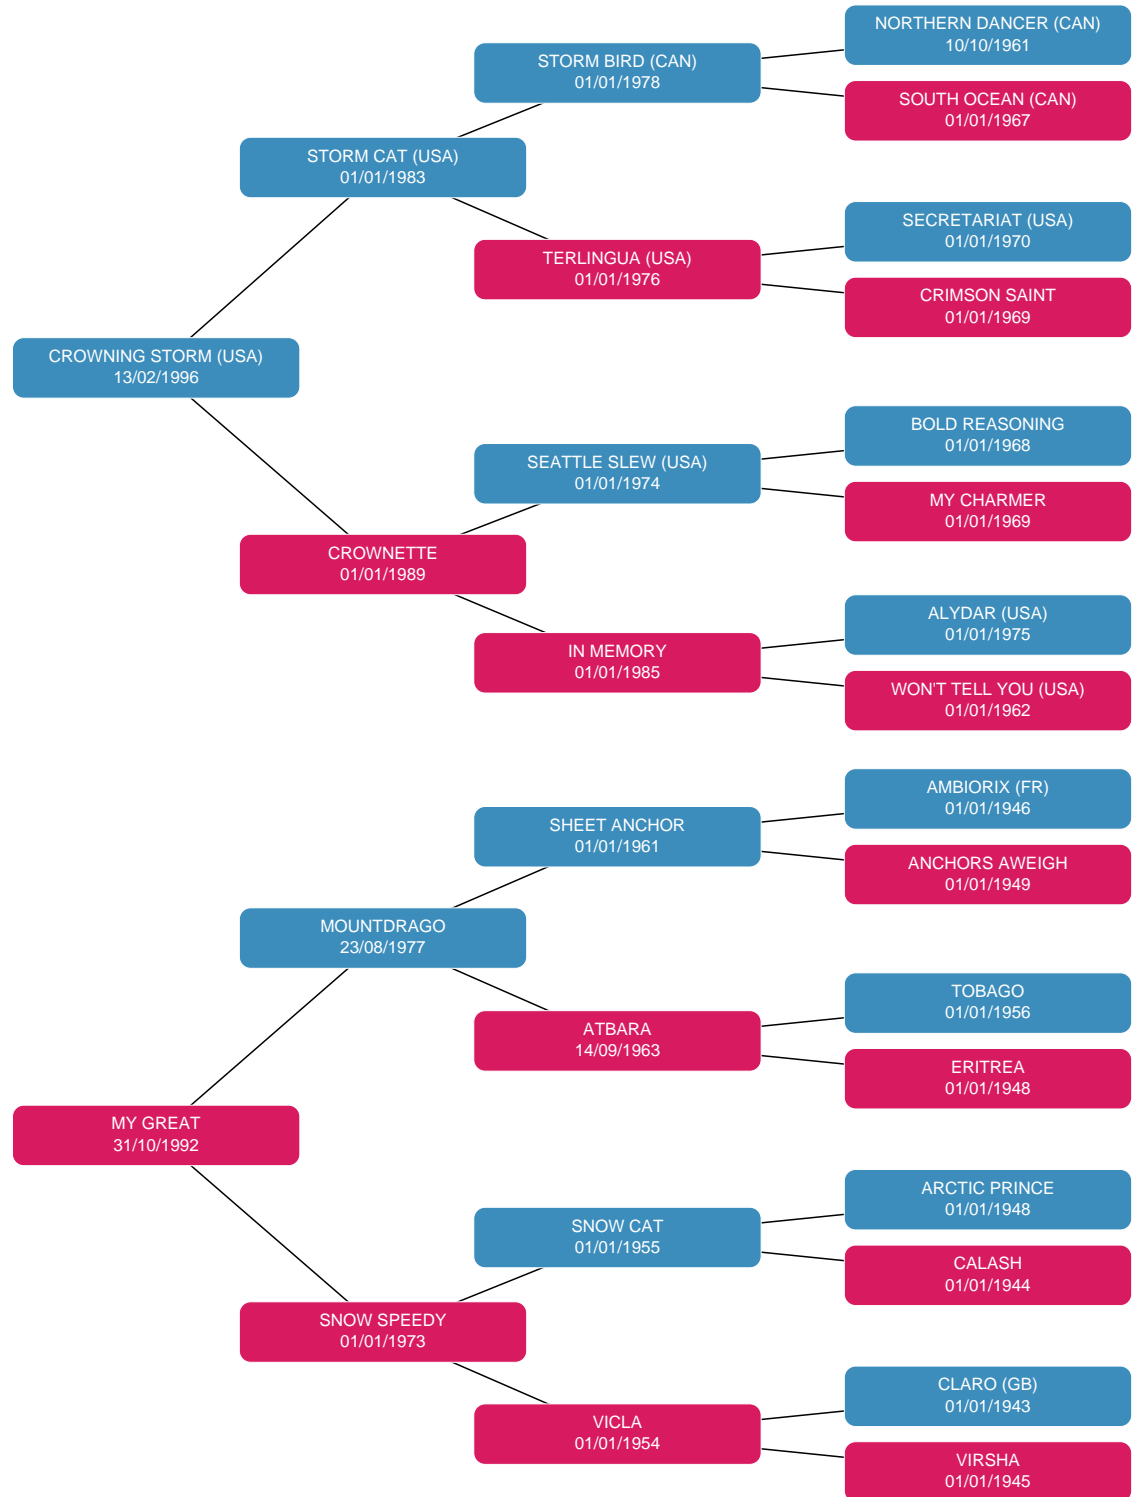 NORTHERN DANCER (CAN)
10/10/1961
STORM BIRD (CAN)
01/01/1978
SOUTH OCEAN (CAN)
01/01/1967
STORM CAT (USA)
01/01/1983
SECRETARIAT (USA)
01/01/1970
TERLINGUA (USA)
01/01/1976
CRIMSON SAINT
01/01/1969
CROWNING STORM (USA)
13/02/1996
BOLD REASONING
01/01/1968
SEATTLE SLEW (USA)
01/01/1974
MY CHARMER
01/01/1969
CROWNETTE
01/01/1989
ALYDAR (USA)
01/01/1975
IN MEMORY
01/01/1985
WON'T TELL YOU (USA)
01/01/1962
AMBIORIX (FR)
01/01/1946
SHEET ANCHOR
01/01/1961
ANCHORS AWEIGH
01/01/1949
MOUNTDRAGO
23/08/1977
TOBAGO
01/01/1956
ATBARA
14/09/1963
ERITREA
01/01/1948
MY GREAT
31/10/1992
ARCTIC PRINCE
01/01/1948
SNOW CAT
01/01/1955
CALASH
01/01/1944
SNOW SPEEDY
01/01/1973
CLARO (GB)
01/01/1943
VICLA
01/01/1954
VIRSHA
01/01/1945